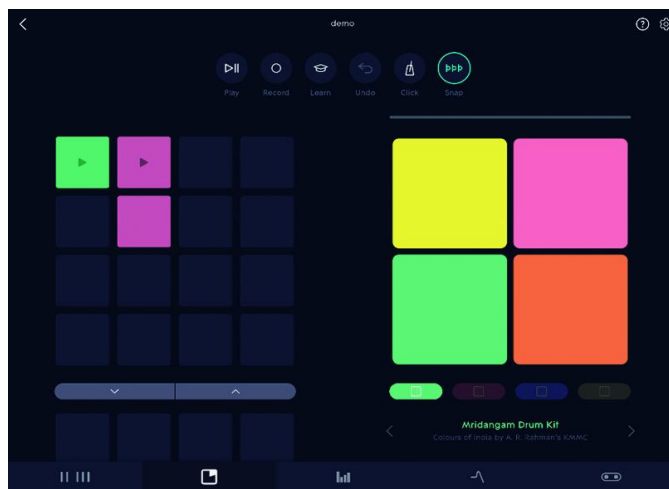 demo
Play Record Learn Undo Click Snap
Mridangam Drum Kit
Colours of India by A. R. Rahman's KMMC